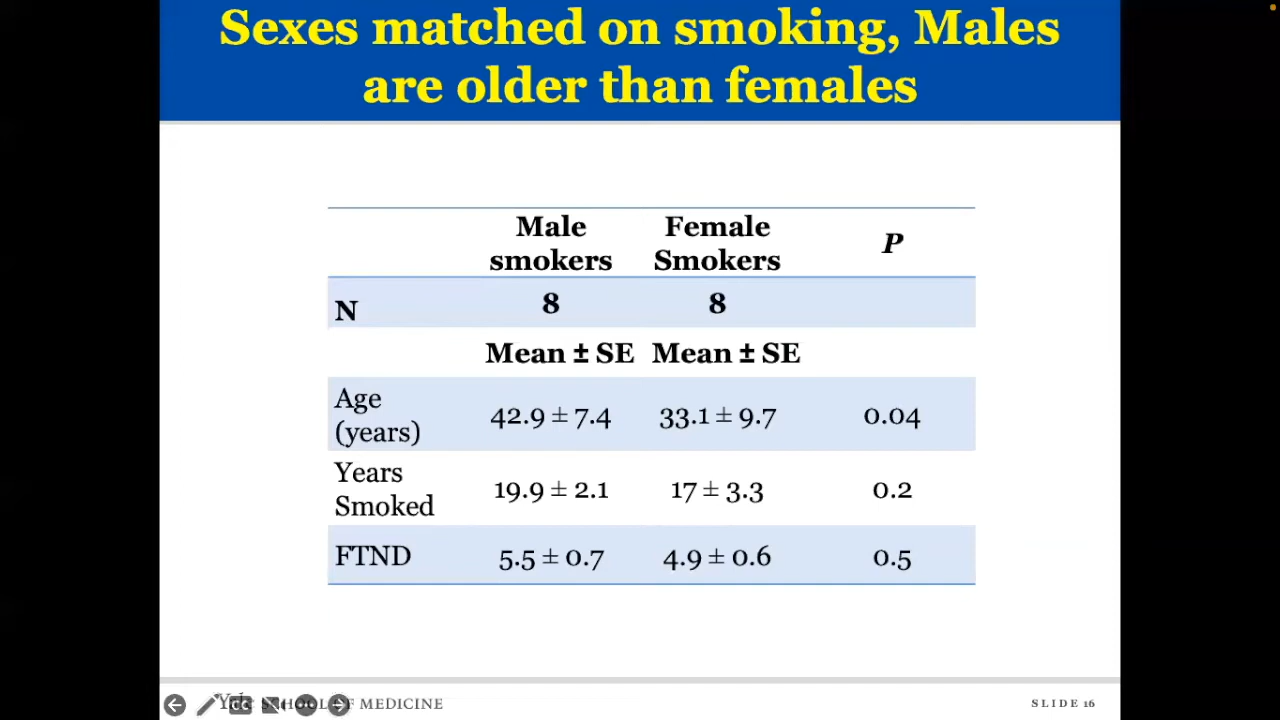 Sexes matched on smoking, Males
are older than females
Male smokers Female Smokers P
N 8 8
Mean ± SE Mean ± SE
Age (years) 42.9 ± 7.4 33.1 ± 9.7 0.04
Years Smoked 19.9 ± 2.1 17 ± 3.3 0.2
FTND 5.5 ± 0.7 4.9 ± 0.6 0.5
MEDICINE
SLIDE 16